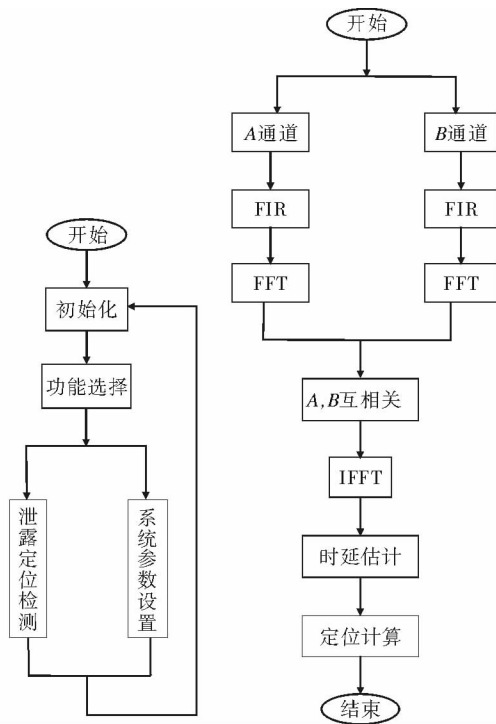 开始
初始化
功能选择
泄露定位检测
系统参数设置
开始
A通道
B通道
FIR
FIR
FFT
FFT
A,B互相关
IFFT
时延估计
定位计算
结束